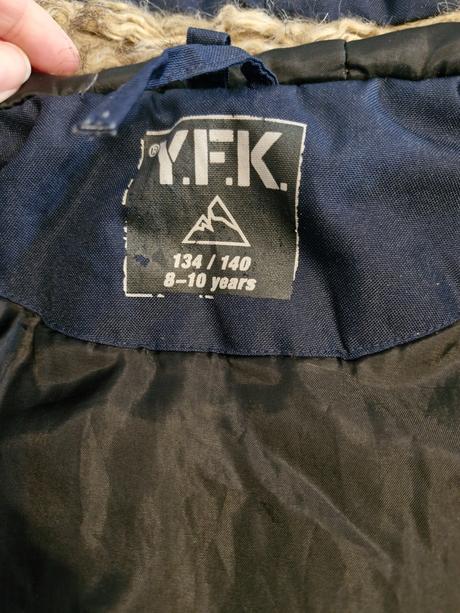 ® Y.F.K.
134 / 140
8–10 years